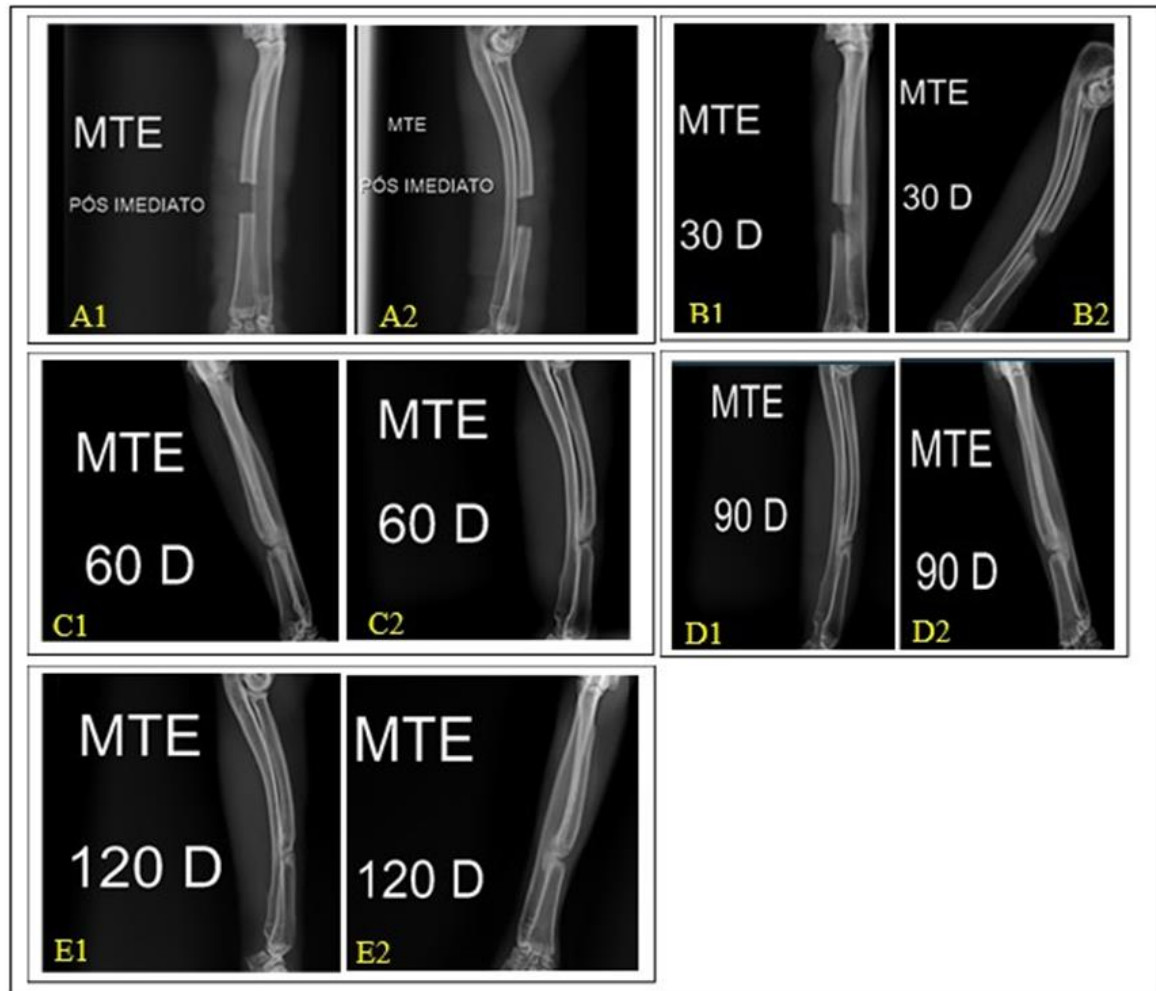 MTE
PÓS IMEDIATO
A1
MTE
PÓS IMEDIATO
A2
MTE
30 D
B1
MTE
30 D
B2
MTE
60 D
C1
MTE
60 D
C2
MTE
90 D
D1
MTE
90 D
D2
MTE
120 D
E1
MTE
120 D
E2